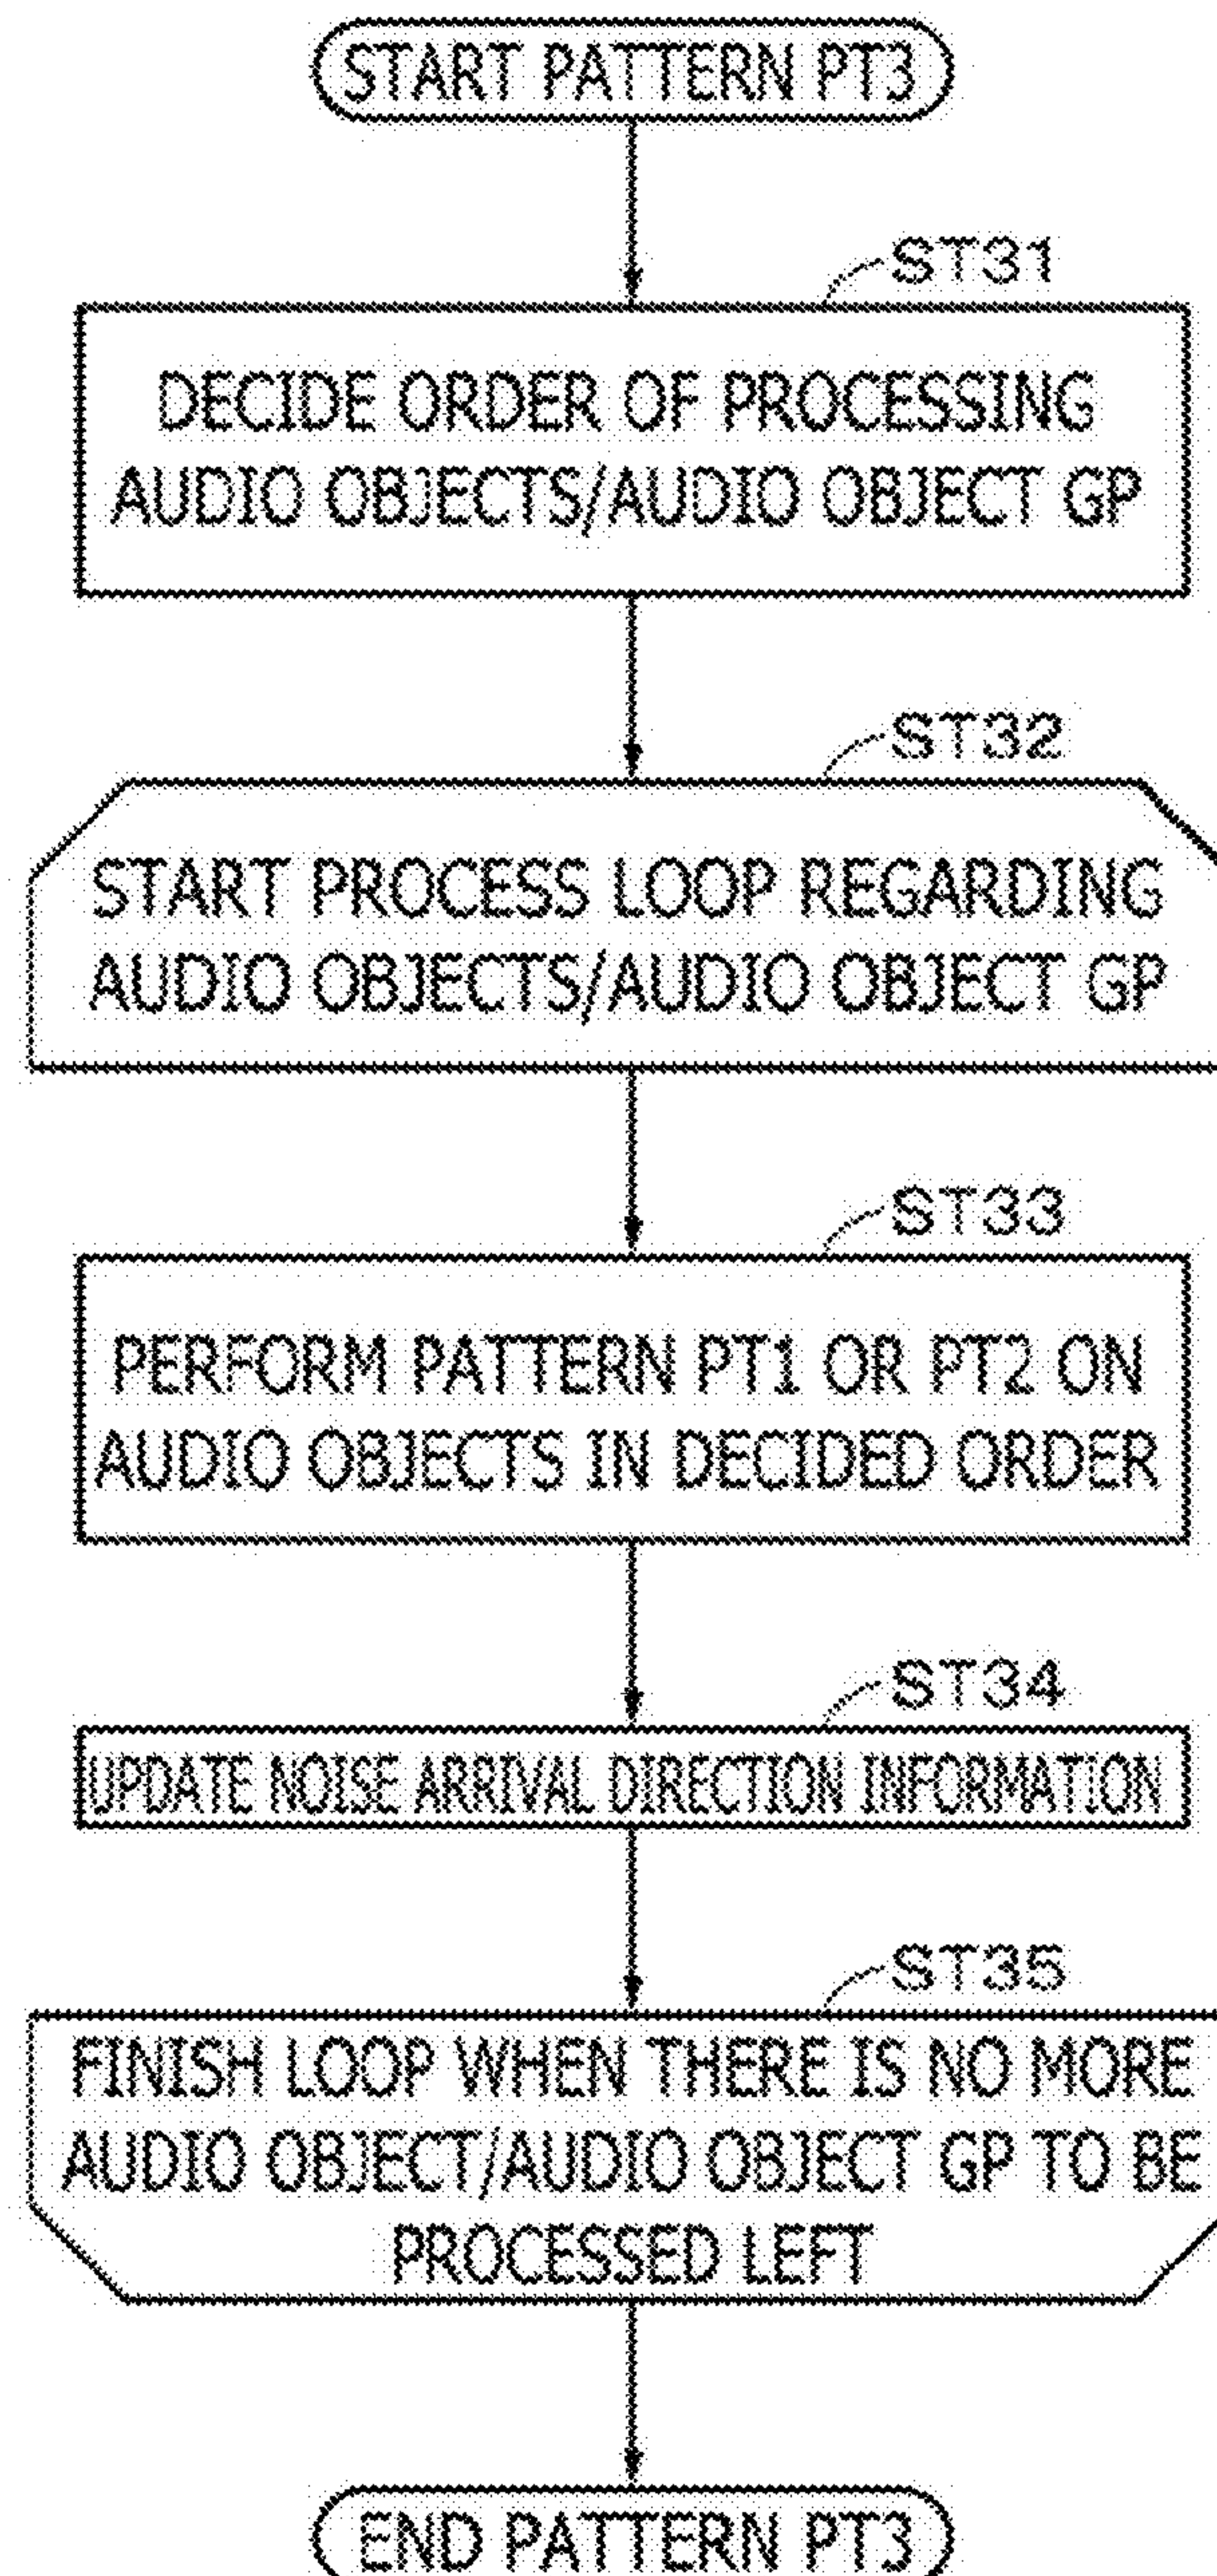 START PATTERN PT3
ST31
DECIDE ORDER OF PROCESSING
AUDIO OBJECTS/AUDIO OBJECT GP
ST32
START PROCESS LOOP REGARDING
AUDIO OBJECTS/AUDIO OBJECT GP
ST33
PERFORM PATTERN PT1 OR PT2 ON
AUDIO OBJECTS IN DECIDED ORDER
ST34
UPDATE NOISE ARRIVAL DIRECTION INFORMATION
ST35
FINISH LOOP WHEN THERE IS NO MORE
AUDIO OBJECT/AUDIO OBJECT GP TO BE
PROCESSED LEFT
END PATTERN PT3